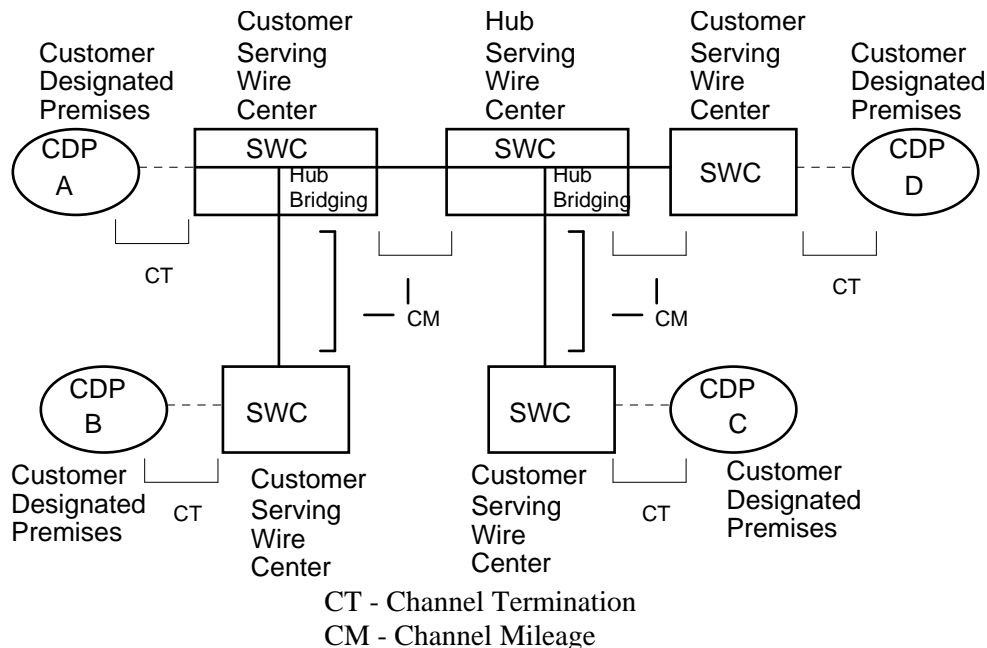 Customer
Serving
Wire
Center
Hub
Serving
Wire
Center
Customer
Serving
Wire
Center
Customer
Designated
Premises
Customer
Designated
Premises
CDP
A
SWC
Hub
Bridging
SWC
Hub
Bridging
SWC
CDP
D
CT
CM
CM
CT
CDP
B
SWC
SWC
CDP
C
Customer
Designated
Premises
CT
Customer
Serving
Wire
Center
Customer
Serving
Wire
Center
CT
Customer
Designated
Premises
CT - Channel Termination
CM - Channel Mileage